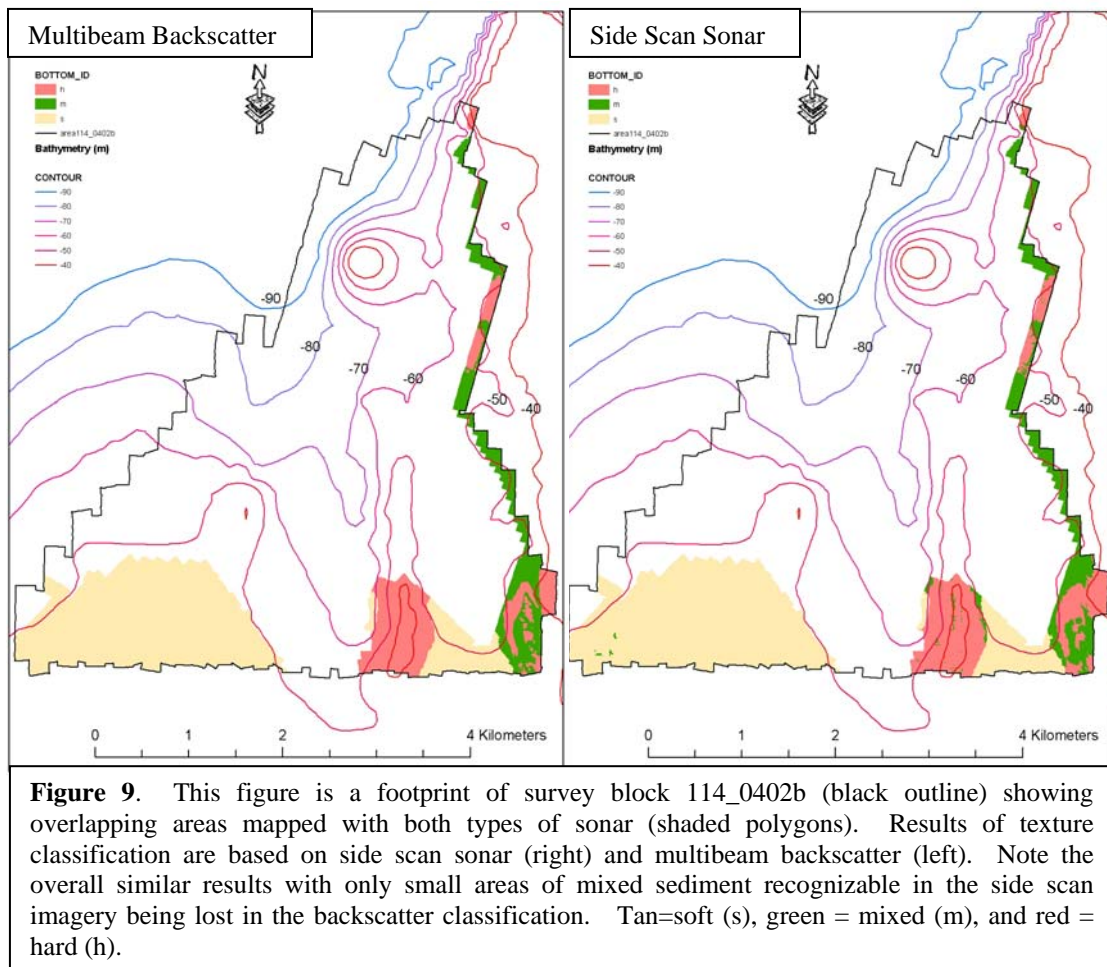 Multibeam Backscatter
BOTTOM_ID
h
m
s
area114_0402b
Bathymetry (m)
CONTOUR
-90
-80
-70
-60
-50
-40
N
-90
-80
-70
-60
-50
-40
0 1 2 4 Kilometers
Side Scan Sonar
BOTTOM_ID
h
m
s
area114_0402b
Bathymetry (m)
CONTOUR
-90
-80
-70
-60
-50
-40
N
-90
-80
-70
-60
-50
-40
0 1 2 4 Kilometers
Figure 9. This figure is a footprint of survey block 114_0402b (black outline) showing
overlapping areas mapped with both types of sonar (shaded polygons). Results of texture
classification are based on side scan sonar (right) and multibeam backscatter (left). Note the
overall similar results with only small areas of mixed sediment recognizable in the side scan
imagery being lost in the backscatter classification. Tan=soft (s), green = mixed (m), and red =
hard (h).